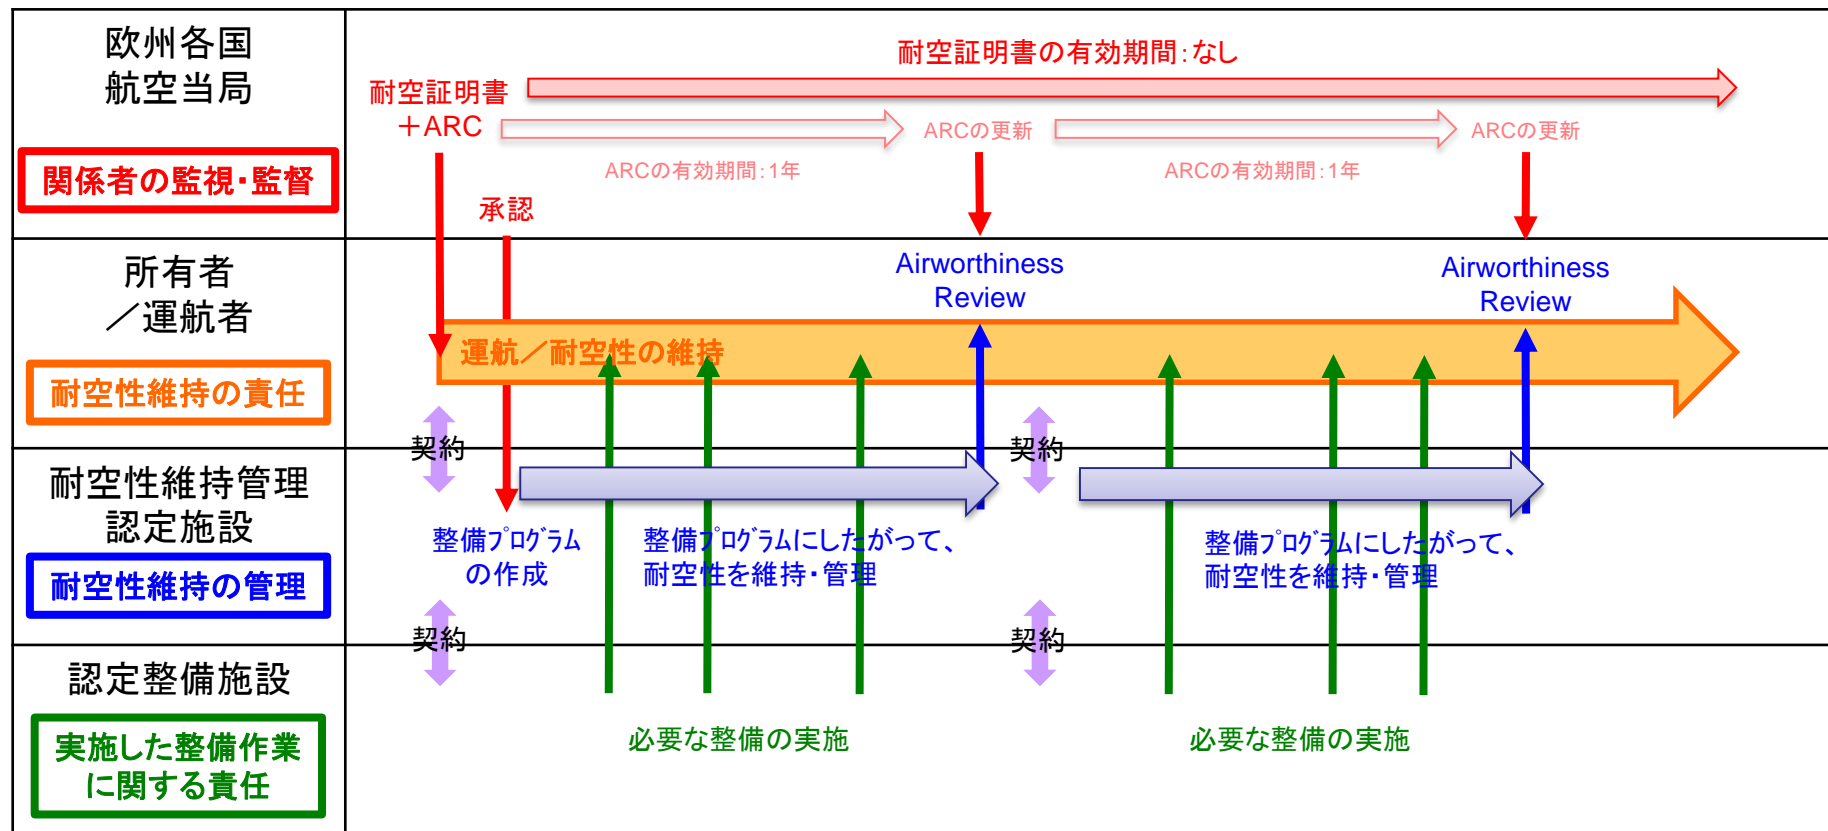 欧州各国
航空当局
関係者の監視・監督
耐空証明書の有効期間：なし
耐空証明書
＋ARC
ARCの更新
ARCの更新
ARCの有効期間：1年
ARCの有効期間：1年
承認
所有者
／運航者
耐空性維持の責任
Airworthiness
Review
Airworthiness
Review
運航／耐空性の維持
契約
契約
耐空性維持管理
認定施設
耐空性維持の管理
整備プログラム
の作成
整備プログラムにしたがって、
耐空性を維持・管理
整備プログラムにしたがって、
耐空性を維持・管理
契約
契約
認定整備施設
実施した整備作業
に関する責任
必要な整備の実施
必要な整備の実施